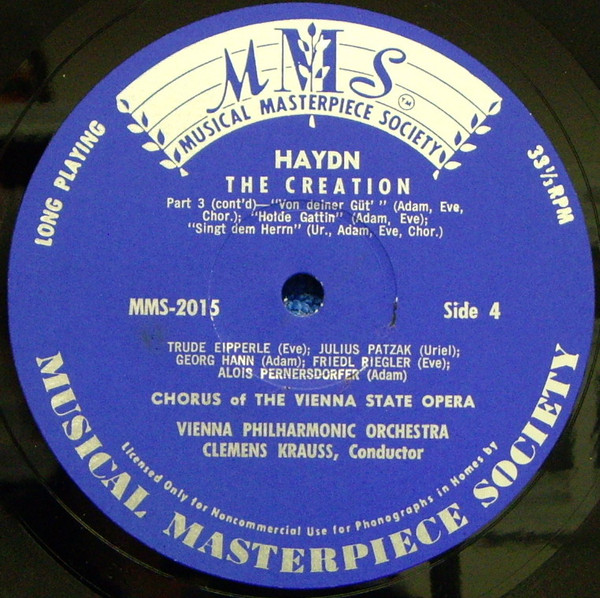 MMS
TM
MUSICAL MASTERPIECE SOCIETY
LONG PLAYING
33 1/3 RPM
HAYDN
THE CREATION
Part 3 (cont'd)—"Von deiner Güt' " (Adam, Eve,
Chor.); "Holde Gattin" (Adam, Eve);
"Singt dem Herrn" (Ur., Adam, Eve, Chor.)
MMS-2015
Side 4
TRUDE EIPPERLE (Eve); JULIUS PATZAK (Uriel);
GEORG HANN (Adam); FRIEDL RIEGLER (Eve);
ALOIS PERNERSDORFER (Adam)
CHORUS of THE VIENNA STATE OPERA
VIENNA PHILHARMONIC ORCHESTRA
CLEMENS KRAUSS, Conductor
Licensed Only for Noncommercial Use for Phonographs in Homes by
MUSICAL MASTERPIECE SOCIETY